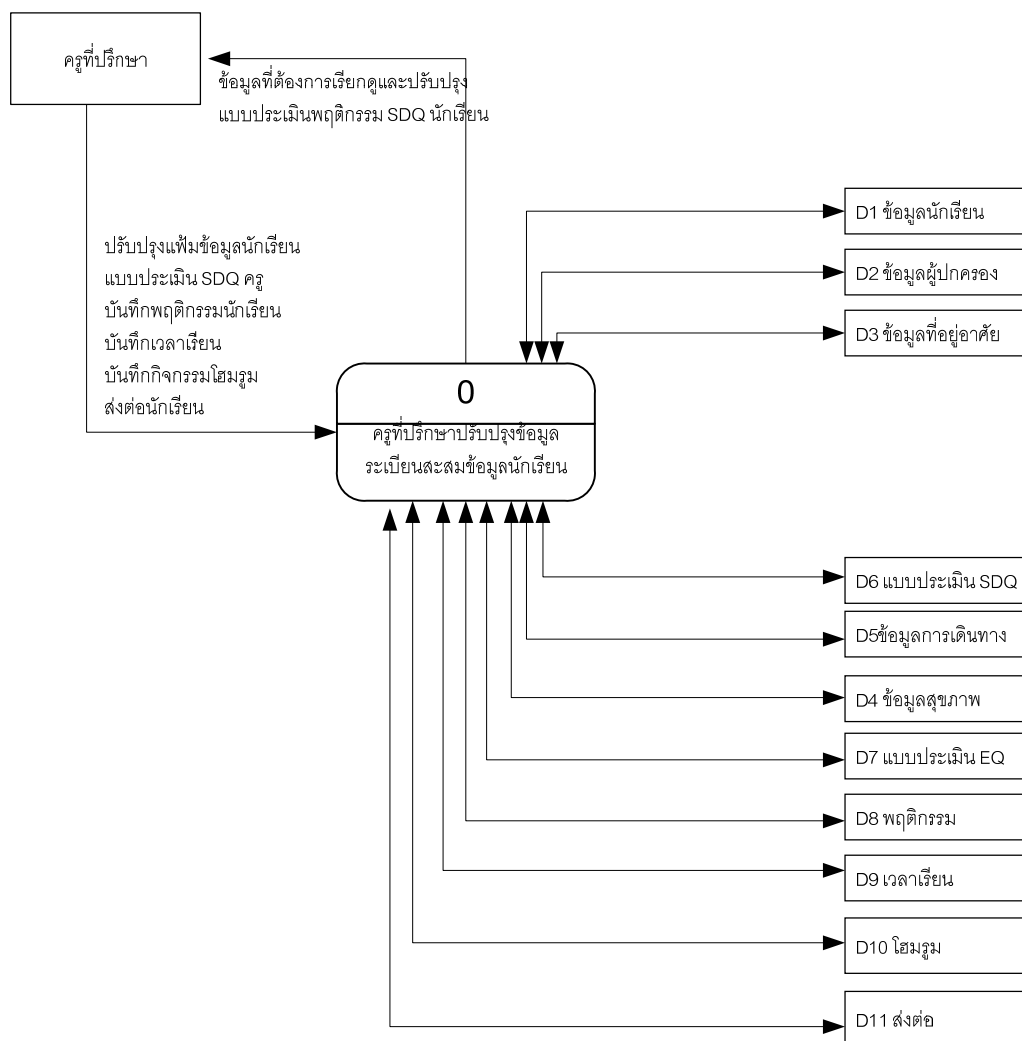 ครูที่ปรึกษา
ข้อมูลที่ต้องการเรียกดูและปรับปรุง
แบบประเมินพฤติกรรม SDQ นักเรียน
ปรับปรุงแฟ้มข้อมูลนักเรียน
แบบประเมิน SDQ ครู
บันทึกพฤติกรรมนักเรียน
บันทึกเวลาเรียน
บันทึกกิจกรรมโฮมรูม
ส่งต่อนักเรียน
D1 ข้อมูลนักเรียน
D2 ข้อมูลผู้ปกครอง
D3 ข้อมูลที่อยู่อาศัย
0
ครูที่ปรึกษาปรับปรุงข้อมูล
ระเบียนสะสมข้อมูลนักเรียน
D6 แบบประเมิน SDQ
D5ข้อมูลการเดินทาง
D4 ข้อมูลสุขภาพ
D7 แบบประเมิน EQ
D8 พฤติกรรม
D9 เวลาเรียน
D10 โฮมรูม
D11 ส่งต่อ